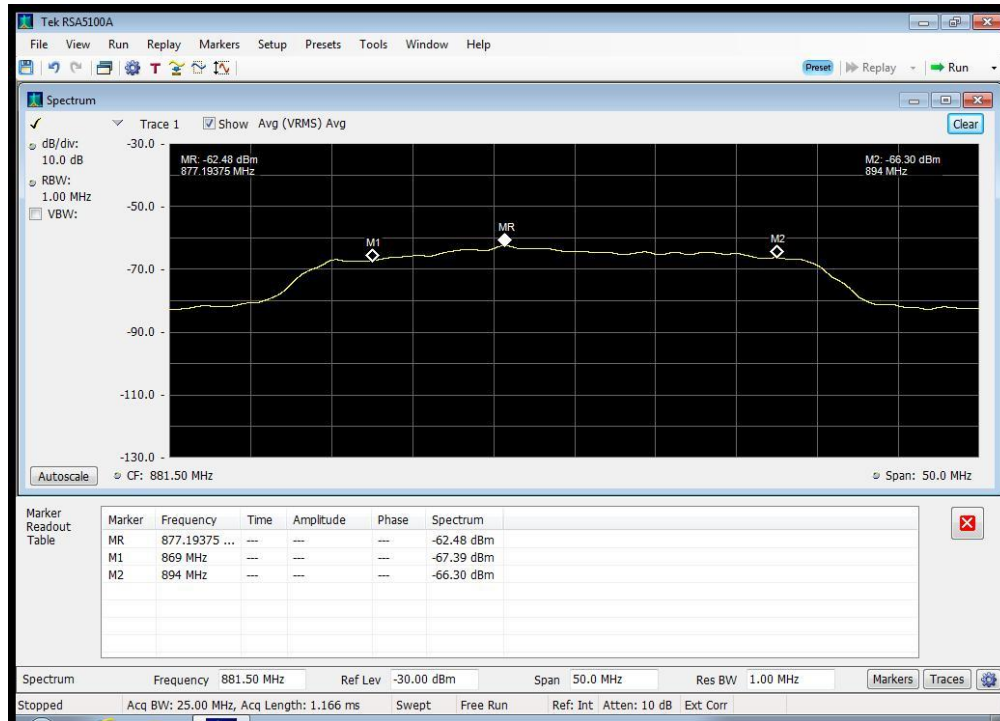 Tek RSA5100A
File View Run Replay Markers Setup Presets Tools Window Help
T Preset Replay Run
Spectrum
Trace 1 Show Avg (VRMS) Avg Clear
dB/div:
10.0 dB
RBW:
1.00 MHz
VBW:
-30.0
MR: -62.48 dBm
877.19375 MHz
M2: -66.30 dBm
894 MHz
-50.0
M1 MR M2
-70.0
-90.0
-110.0
-130.0
Autoscale CF: 881.50 MHz Span: 50.0 MHz
Marker
Readout
Table
Marker Frequency Time Amplitude Phase Spectrum
MR 877.19375 ... --- --- --- -62.48 dBm
M1 869 MHz --- --- --- -67.39 dBm
M2 894 MHz --- --- --- -66.30 dBm
Spectrum Frequency 881.50 MHz Ref Lev -30.00 dBm Span 50.0 MHz Res BW 1.00 MHz Markers Traces
Stopped Acq BW: 25.00 MHz, Acq Length: 1.166 ms Swept Free Run Ref: Int Atten: 10 dB Ext Corr